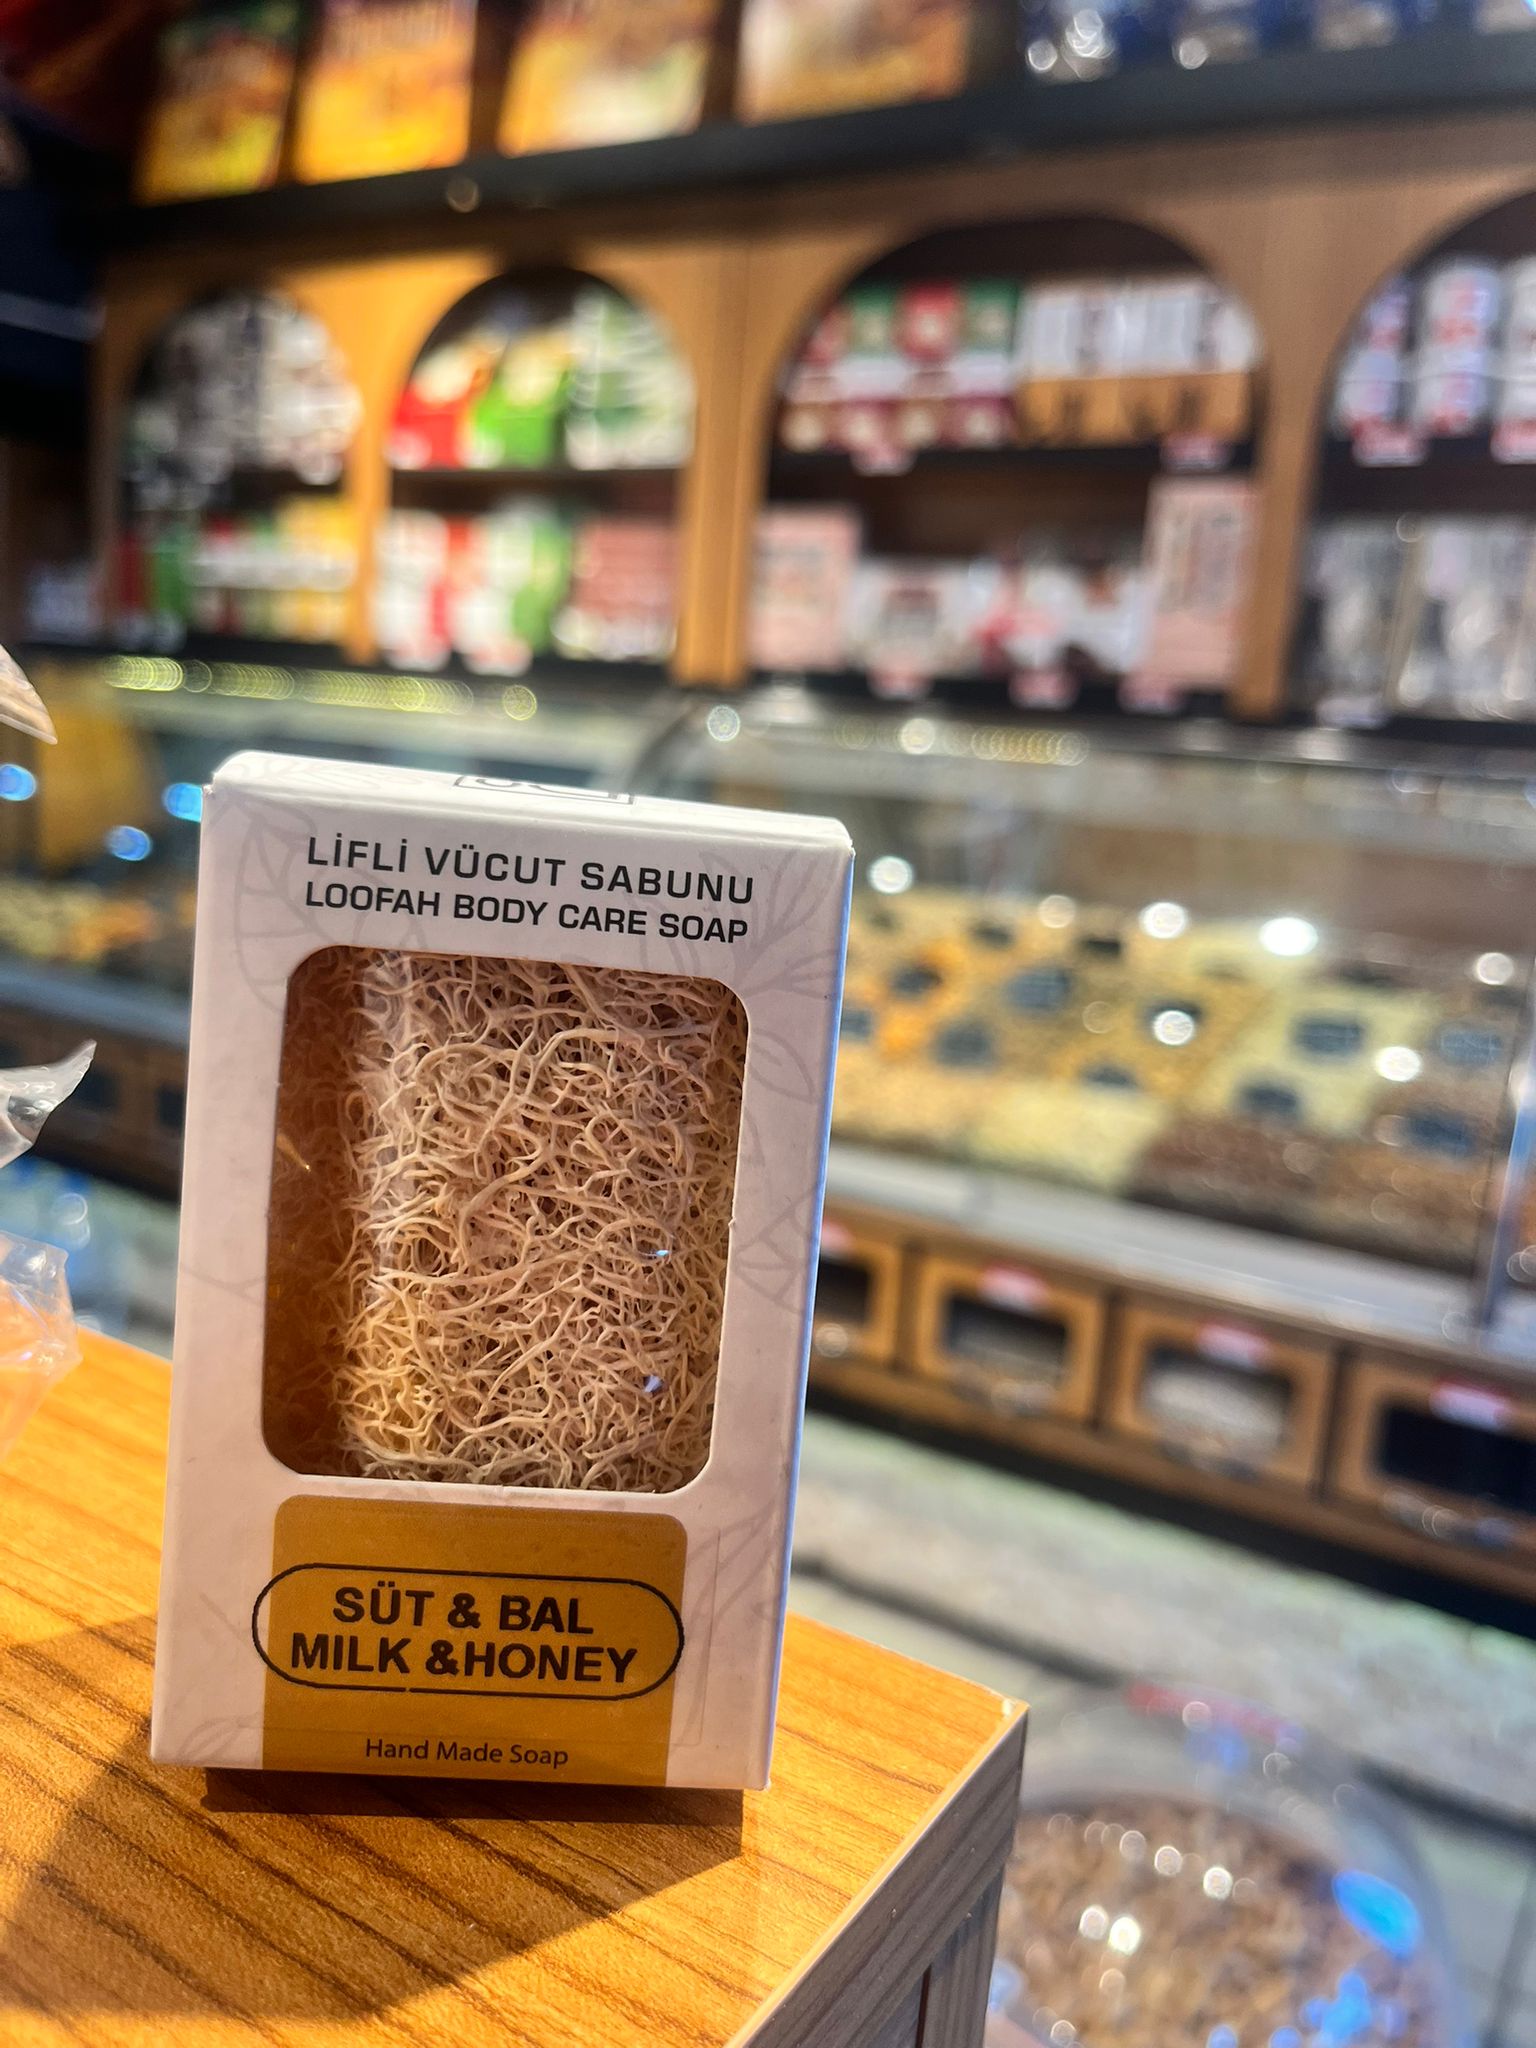 LİFLİ VÜCUT SABUNU
LOOFAH BODY CARE SOAP
SÜT & BAL
MILK &HONEY
Hand Made Soap